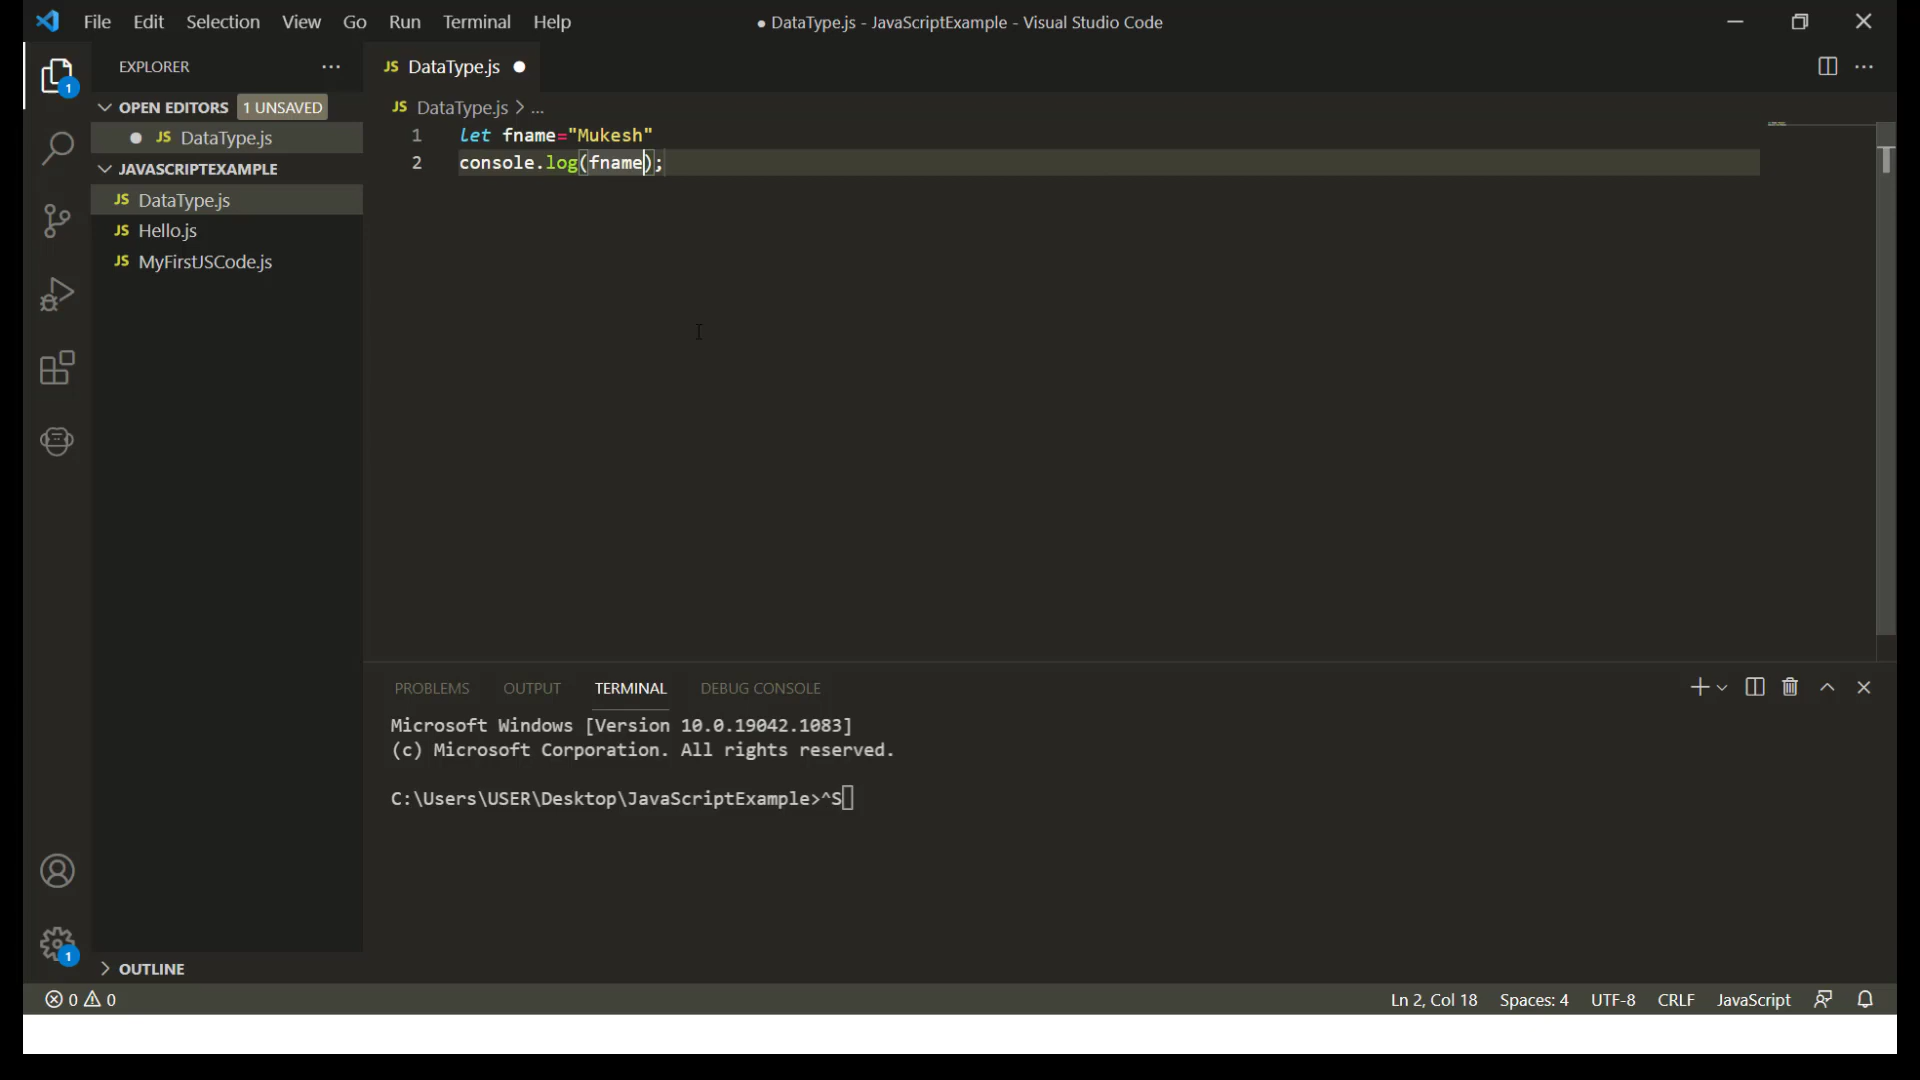 File Edit Selection View Go Run Terminal Help
● DataType.js - JavaScriptExample - Visual Studio Code
EXPLORER
1
OPEN EDITORS 1 UNSAVED
JS DataType.js
JAVASCRIPTEXAMPLE
JS DataType.js
JS Hello.js
JS MyFirstJSCode.js
OUTLINE
1
JS DataType.js
JS DataType.js > ...
1 let fname="Mukesh"
2 console.log(fname);
PROBLEMS OUTPUT TERMINAL DEBUG CONSOLE
Microsoft Windows [Version 10.0.19042.1083]
(c) Microsoft Corporation. All rights reserved.
C:\Users\USER\Desktop\JavaScriptExample>^S
0 0
Ln 2, Col 18 Spaces: 4 UTF-8 CRLF JavaScript